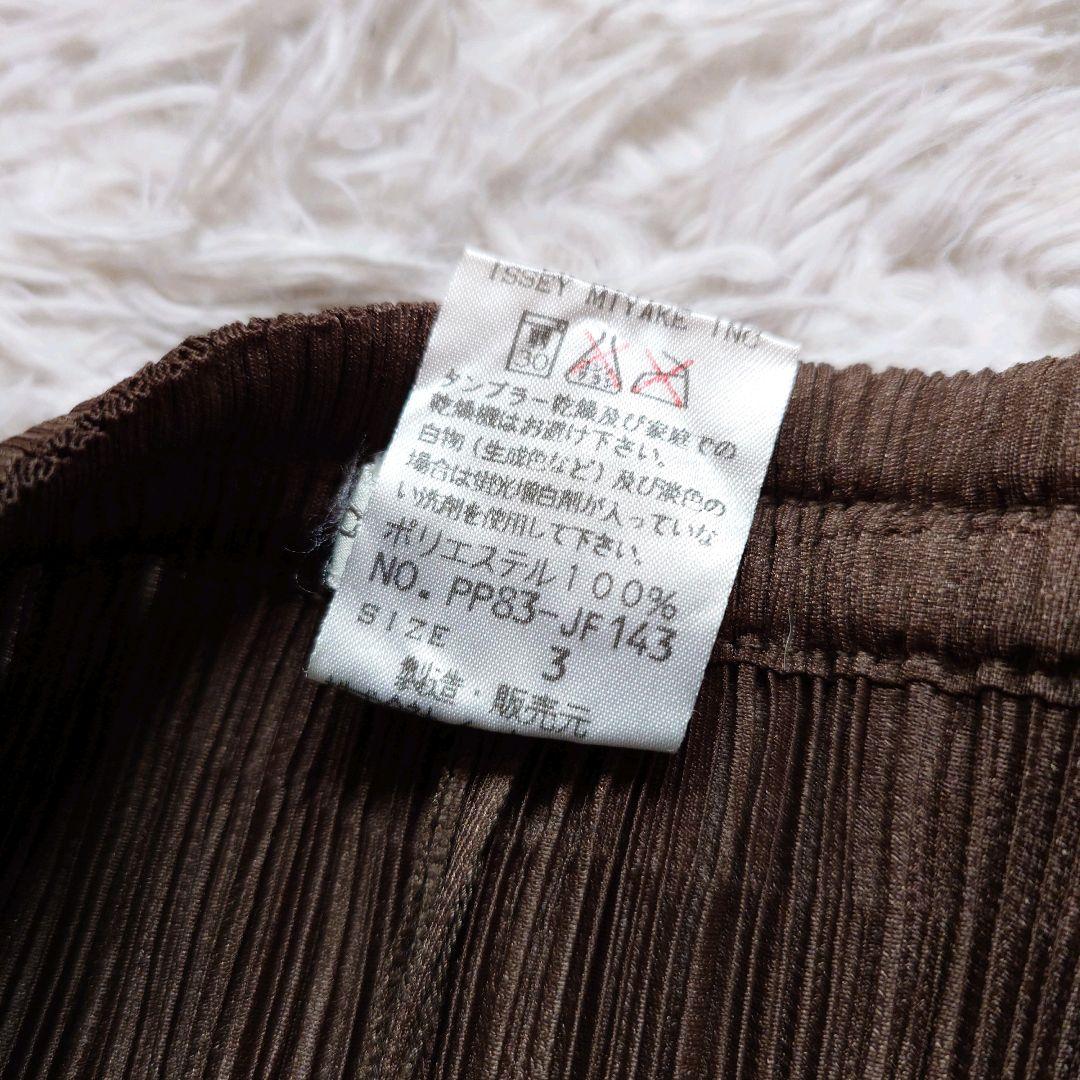 ISSEY MIYAKE INC
30
タンブラー乾燥及び家庭での
乾燥機はお避け下さい。
白物(生成色など)及び淡色の
場合は蛍光増白剤が入っていな
い洗剤を使用して下さい。
ポリエステル100%
NO. PP83-JF143
SIZE 3
製造・販売元